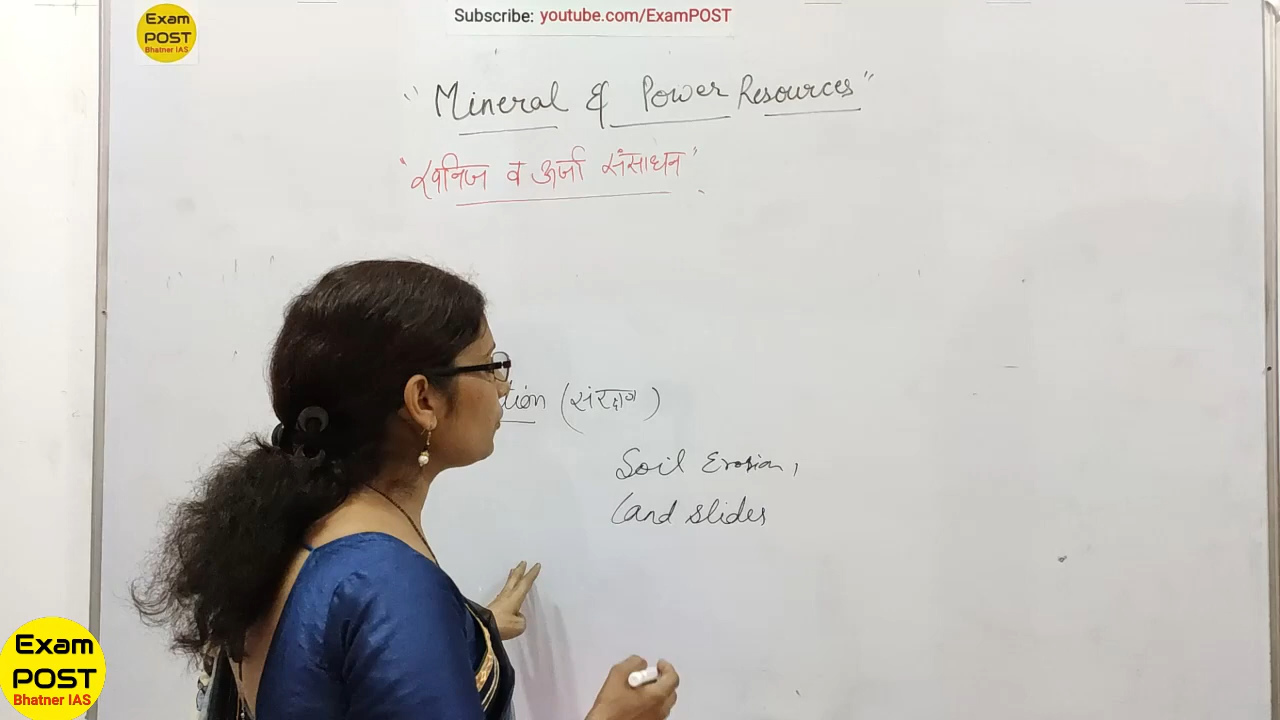 Exam
POST
Bhatner IAS
Subscribe: youtube.com/ExamPOST
"Mineral & Power Resources"
"खनिज व ऊर्जा संसाधन"
tion (संरक्षण)
Soil Erosion,
Land slides
Exam
POST
Bhatner IAS